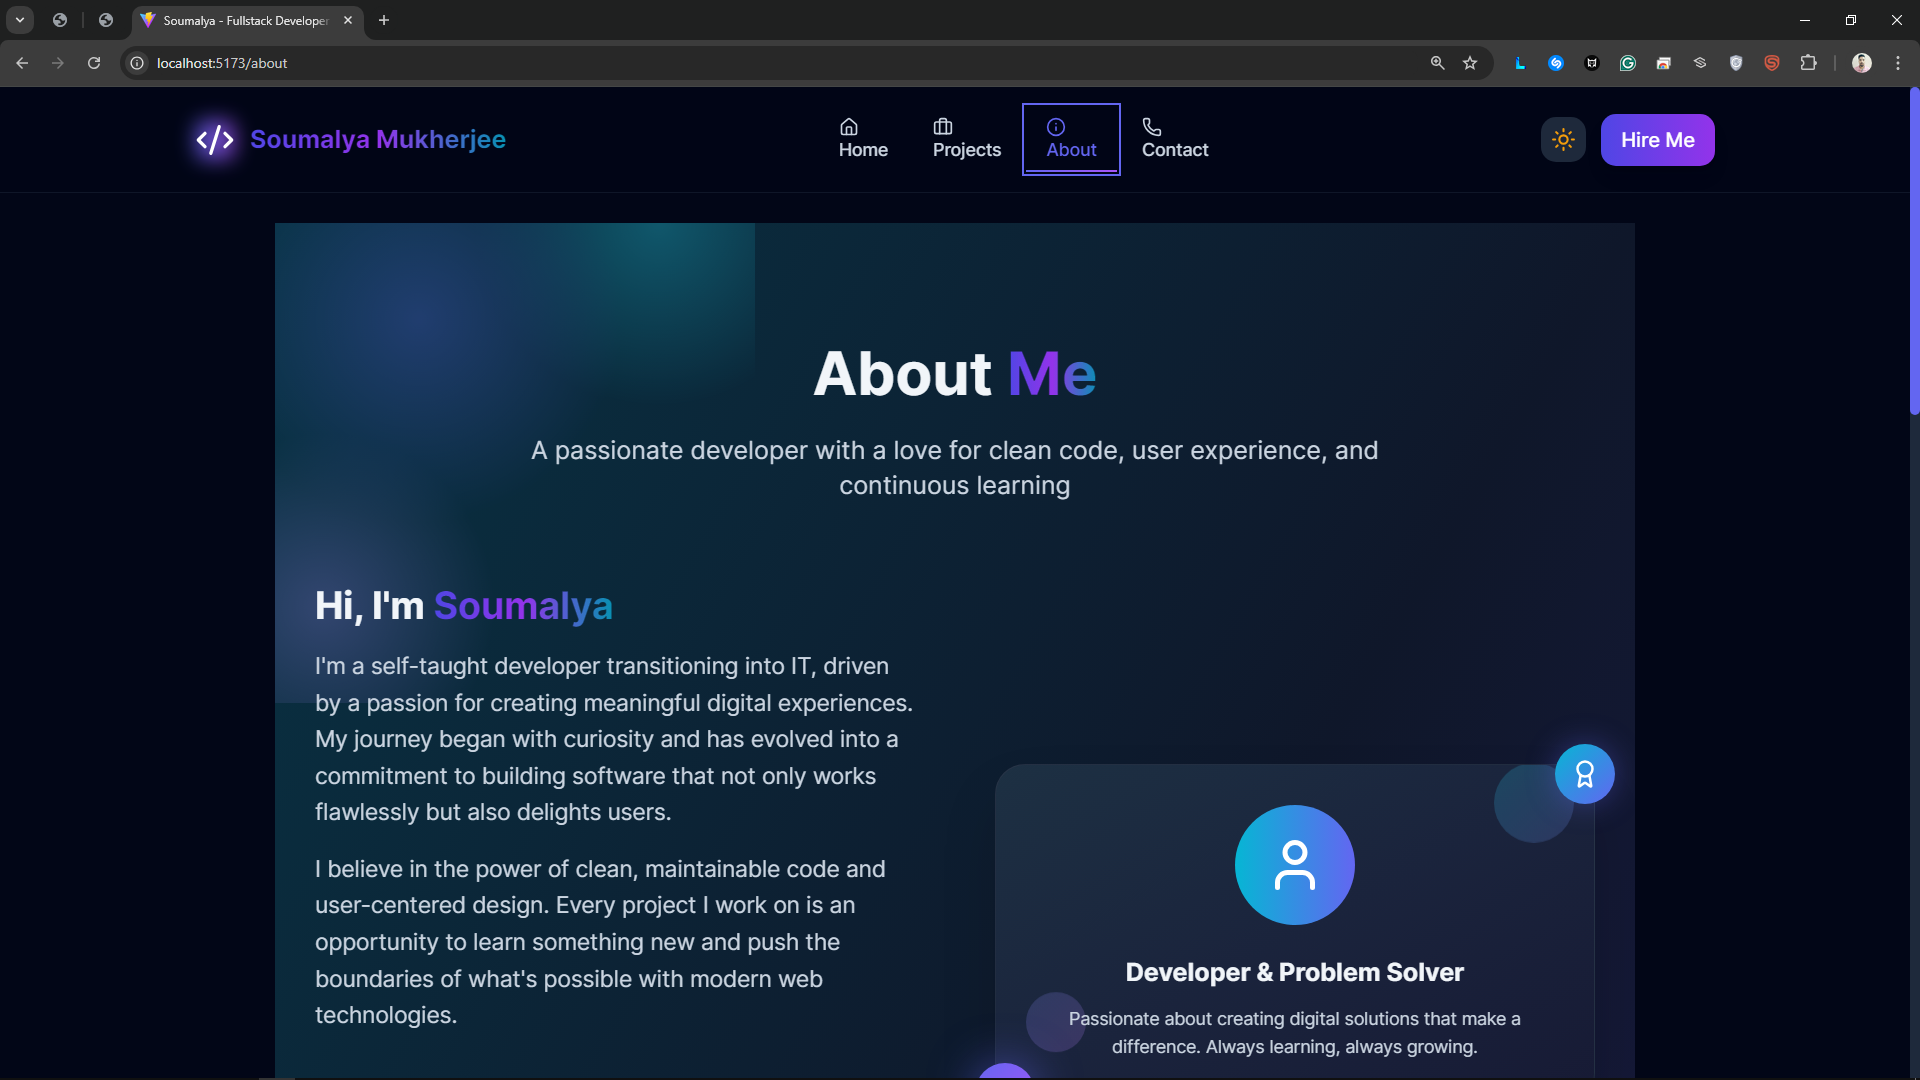 Soumalya - Fullstack Developer
localhost:5173/about
</> Soumalya Mukherjee
Home
Projects
About
Contact
Hire Me
About Me
A passionate developer with a love for clean code, user experience, and
continuous learning
Hi, I'm Soumalya
I'm a self-taught developer transitioning into IT, driven
by a passion for creating meaningful digital experiences.
My journey began with curiosity and has evolved into a
commitment to building software that not only works
flawlessly but also delights users.
I believe in the power of clean, maintainable code and
user-centered design. Every project I work on is an
opportunity to learn something new and push the
boundaries of what's possible with modern web
technologies.
Developer & Problem Solver
Passionate about creating digital solutions that make a
difference. Always learning, always growing.